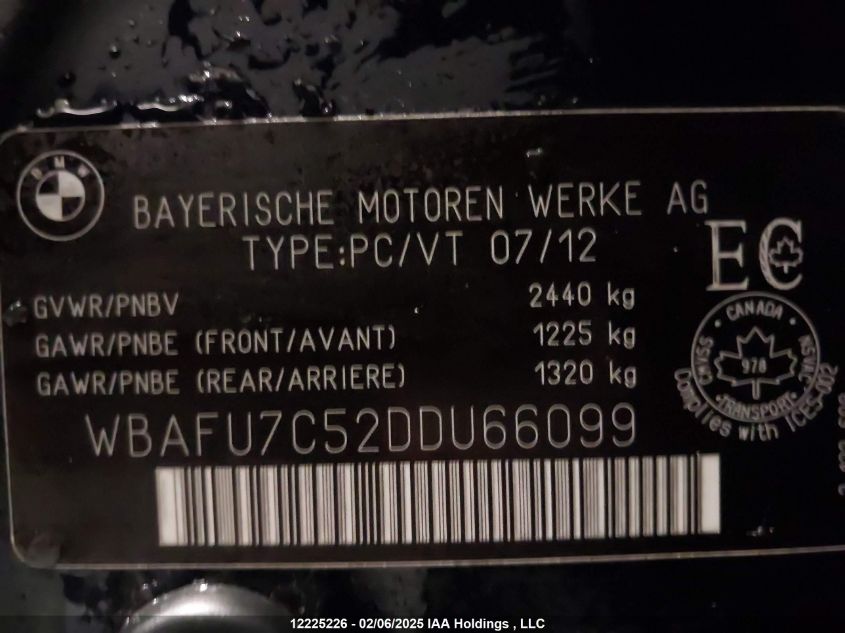 BMW
BAYERISCHE MOTOREN WERKE AG
TYPE:PC/VT 07/12
EC
GVWR/PNBV 2440 kg
GAWR/PNBE (FRONT/AVANT) 1225 kg
GAWR/PNBE (REAR/ARRIERE) 1320 kg
CANADA
CMVSS
NSVAC
978
TRANSPORT
Complies with ICES-002
WBAFU7C52DDU66099
12225226 - 02/06/2025 IAA Holdings , LLC